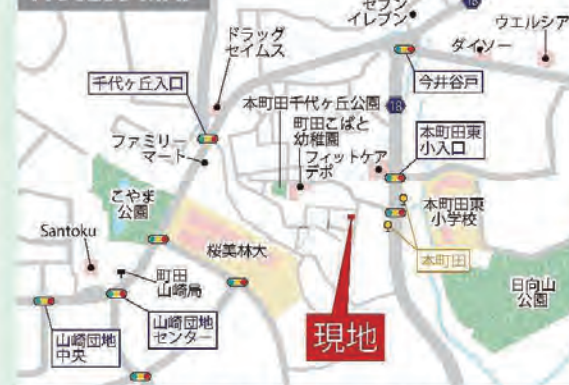 セブン
イレブン
18
ウエルシア
ドラッグ
セイムス
ダイソー
千代ヶ丘入口
今井谷戸
本町田千代ヶ丘公園
18
町田こばと
幼稚園
本町田東
小入口
ファミリー
マート
フィットケア
デポ
こやま
公園
本町田東
小学校
Santoku
桜美林大
本町田
町田
山崎局
日向山
公園
山崎団地
中央
山崎団地
センター
現地